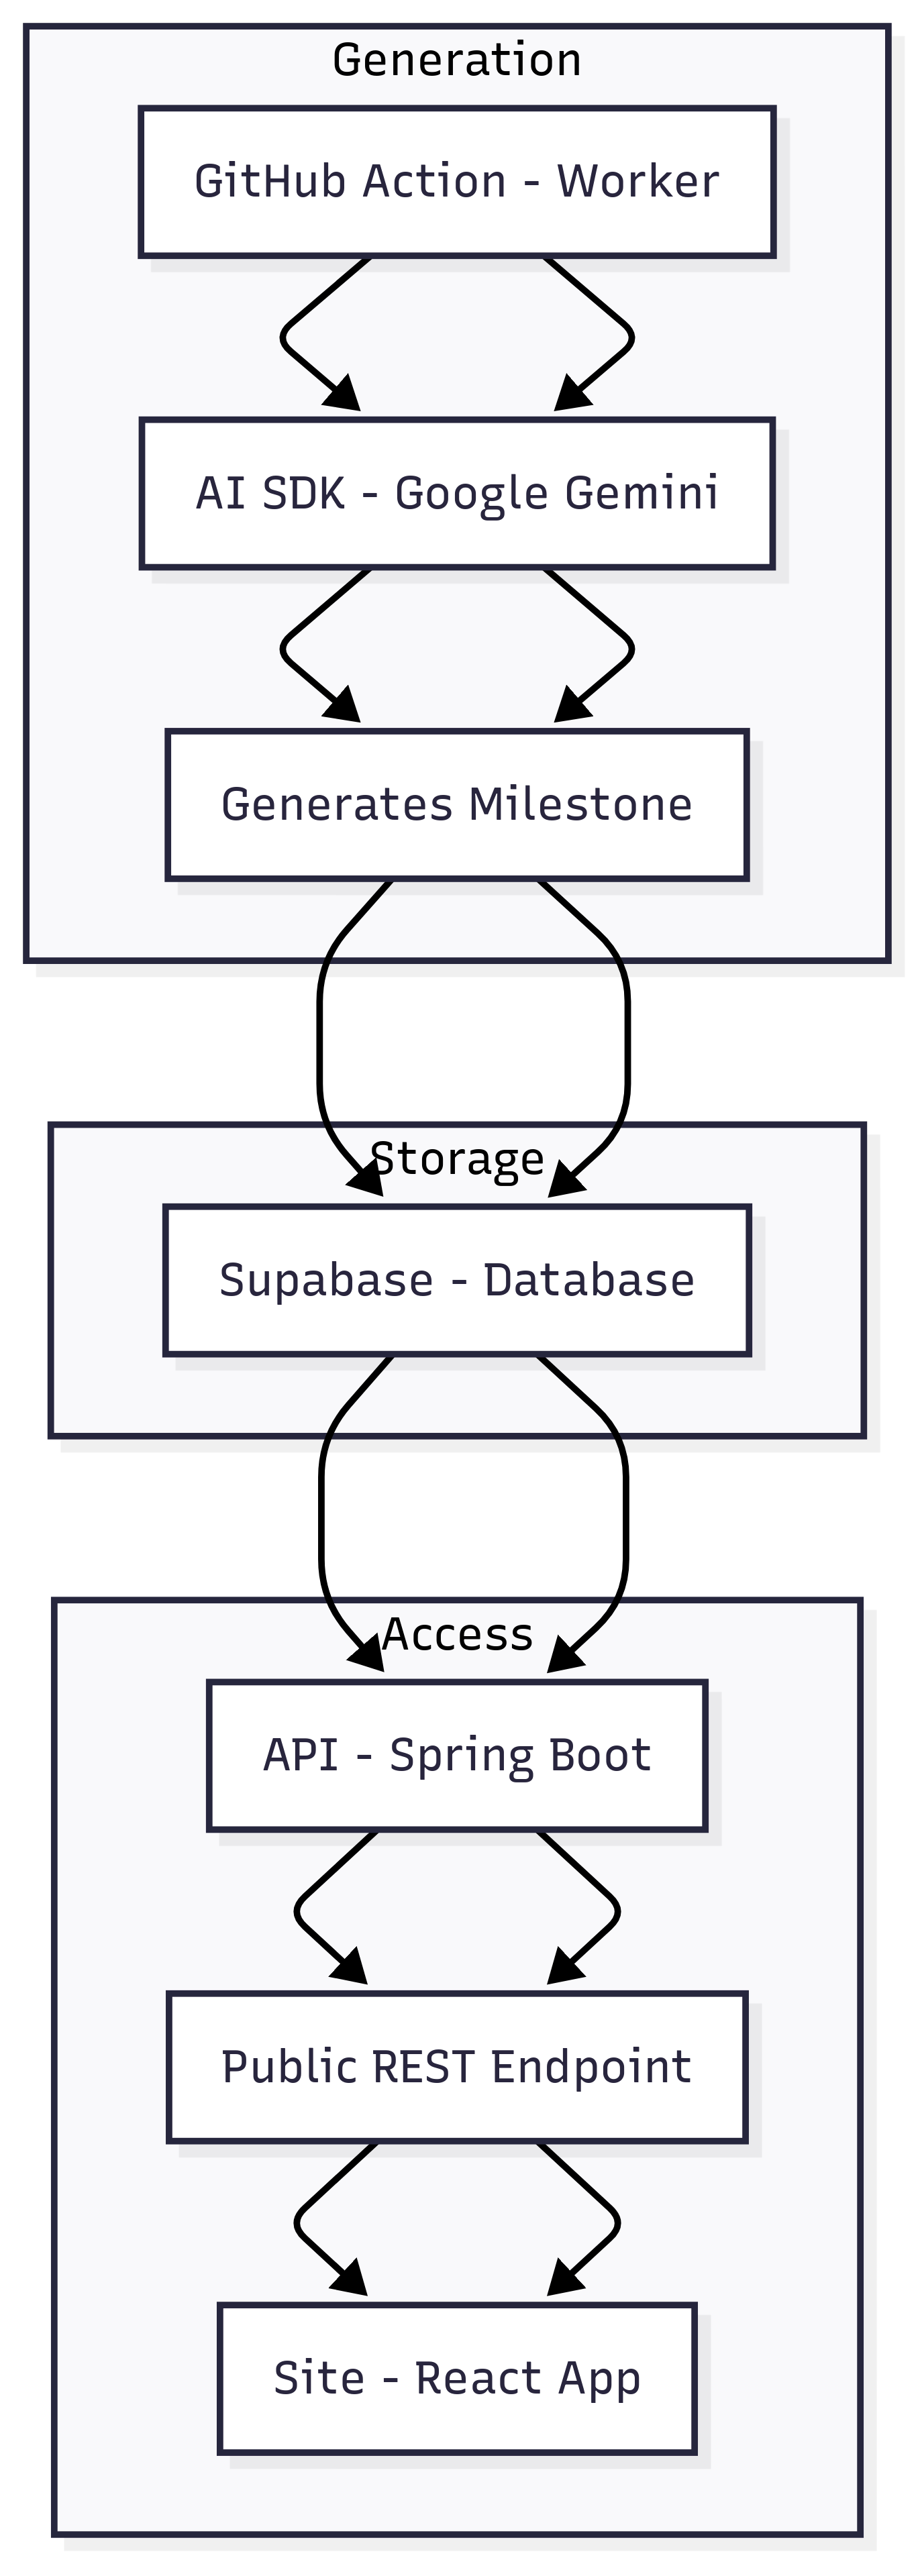 Generation
GitHub Action - Worker
AI SDK - Google Gemini
Generates Milestone
Storage
Supabase - Database
Access
API - Spring Boot
Public REST Endpoint
Site - React App